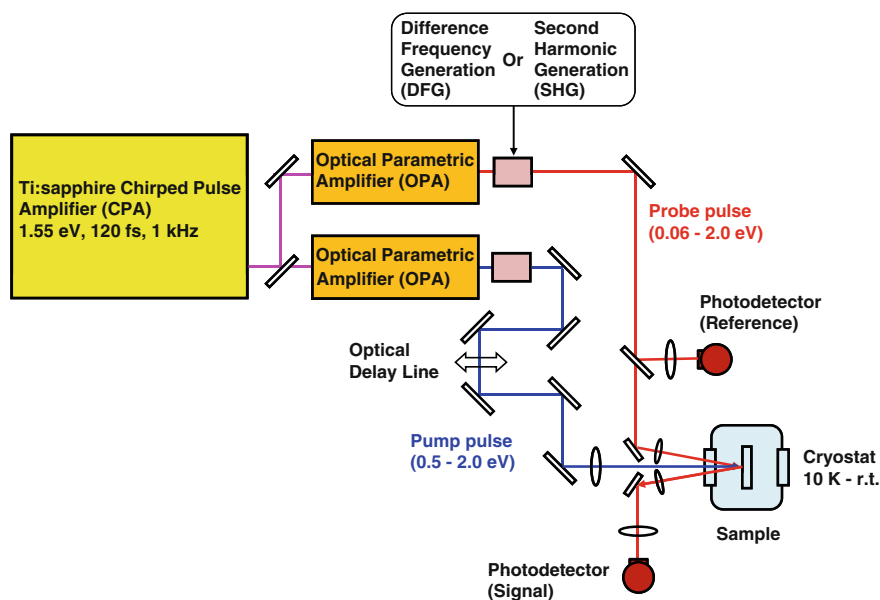 Difference
Frequency
Generation
(DFG)
Or
Second
Harmonic
Generation
(SHG)
Ti:sapphire Chirped Pulse
Amplifier (CPA)
1.55 eV, 120 fs, 1 kHz
Optical Parametric
Amplifier (OPA)
Optical Parametric
Amplifier (OPA)
Probe pulse
(0.06 - 2.0 eV)
Photodetector
(Reference)
Optical
Delay Line
Pump pulse
(0.5 - 2.0 eV)
Cryostat
10 K - r.t.
Sample
Photodetector
(Signal)